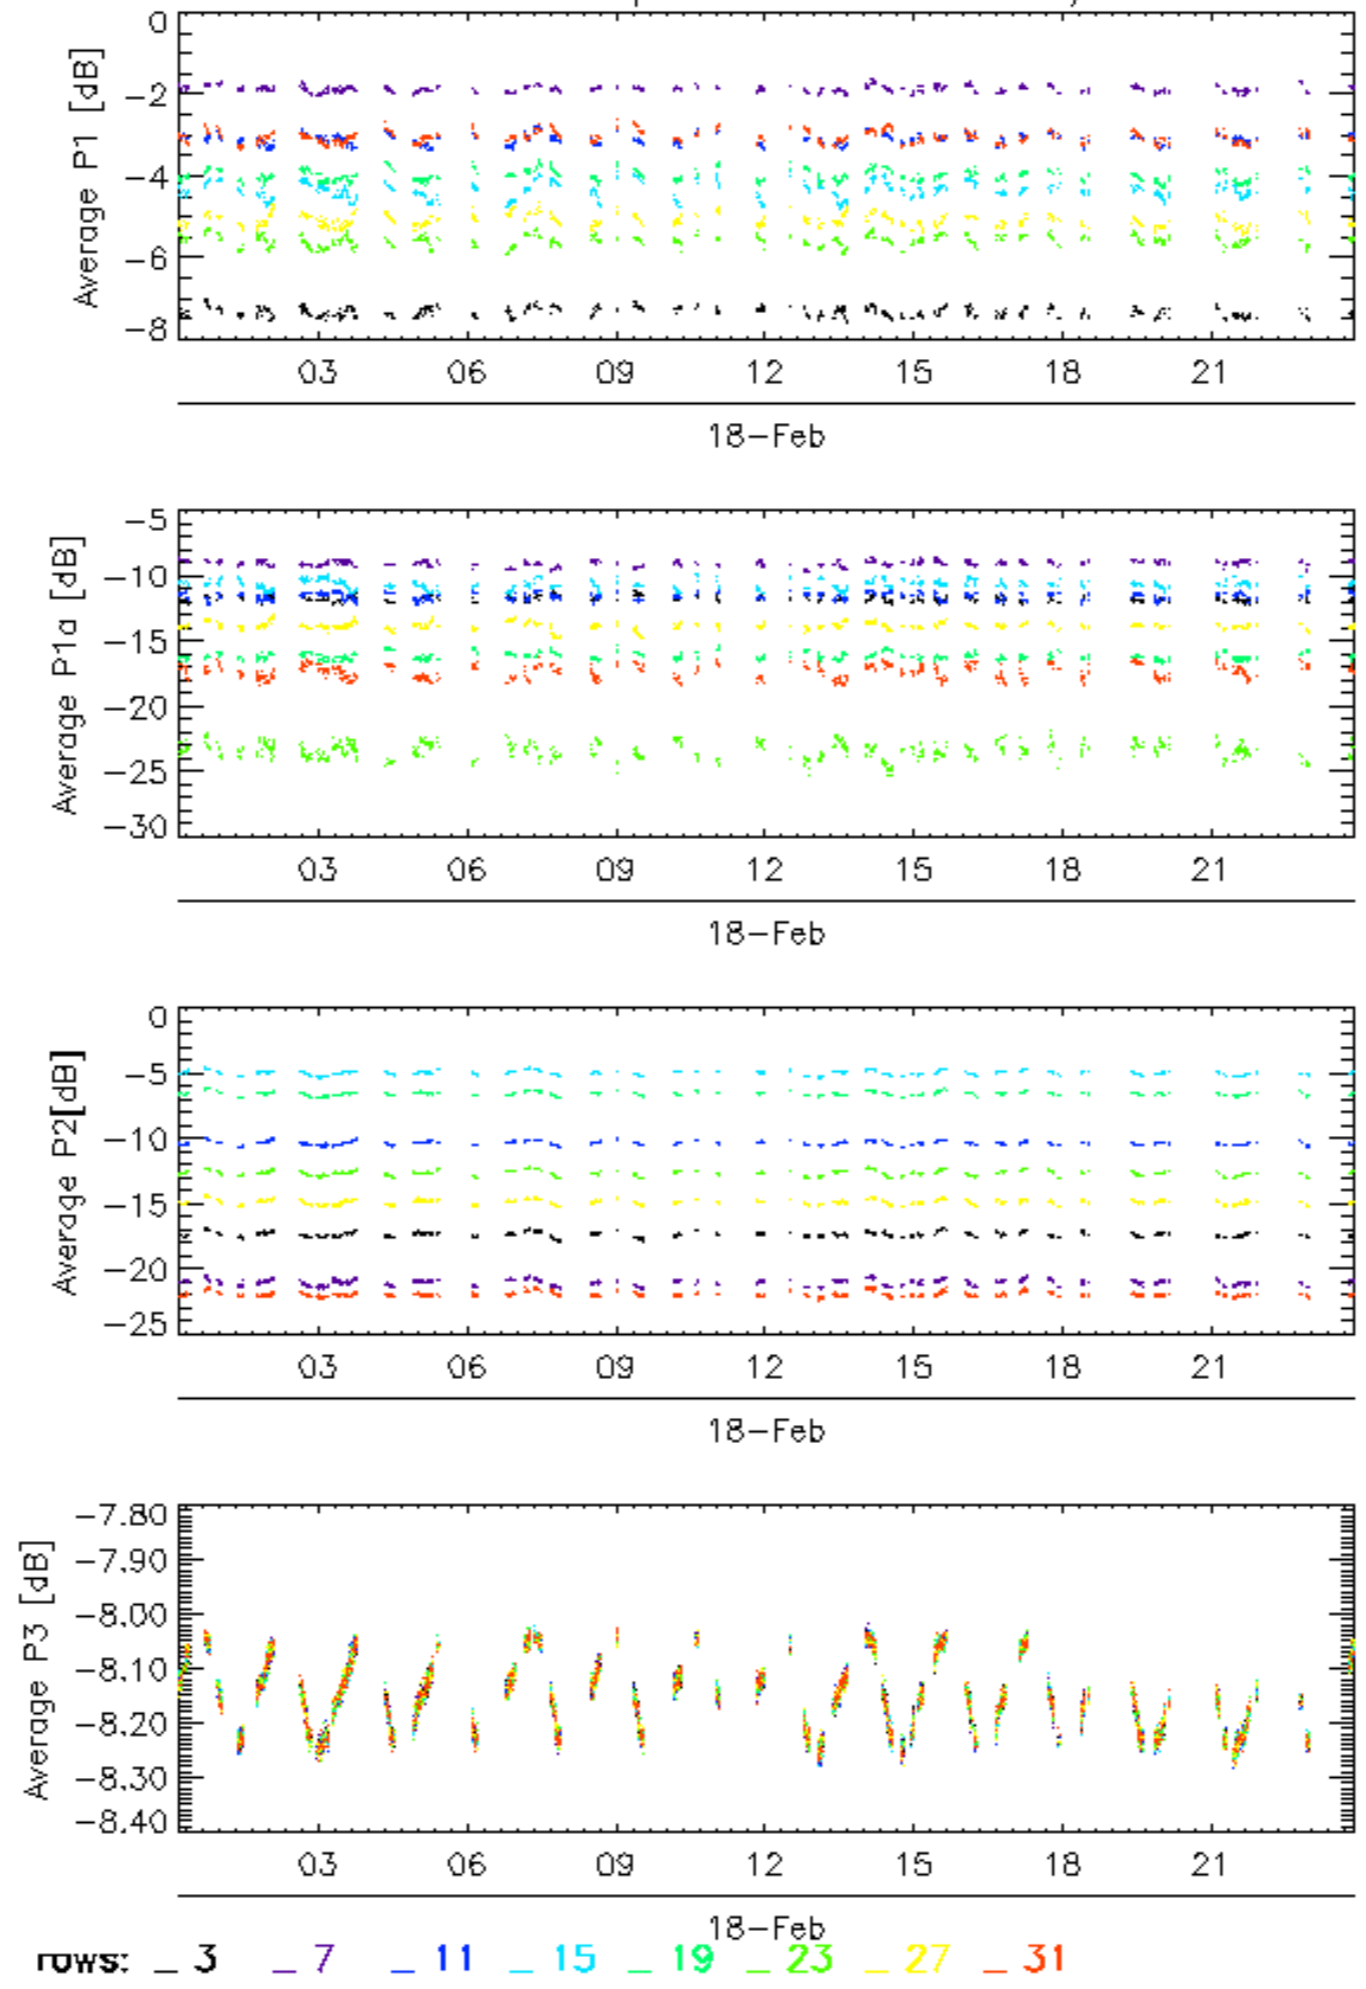 0
-2
-4
-6
-8
Average P1 [dB]
03 06 09 12 15 18 21
18-Feb
-5
-10
-15
-20
-25
-30
Average P1a [dB]
03 06 09 12 15 18 21
18-Feb
0
-5
-10
-15
-20
-25
Average P2[dB]
03 06 09 12 15 18 21
18-Feb
-7.80
-7.90
-8.00
-8.10
-8.20
-8.30
-8.40
Average P3 [dB]
03 06 09 12 15 18 21
18-Feb
rows: _ 3 _ 7 _ 11 _ 15 _ 19 _ 23 _ 27 _ 31